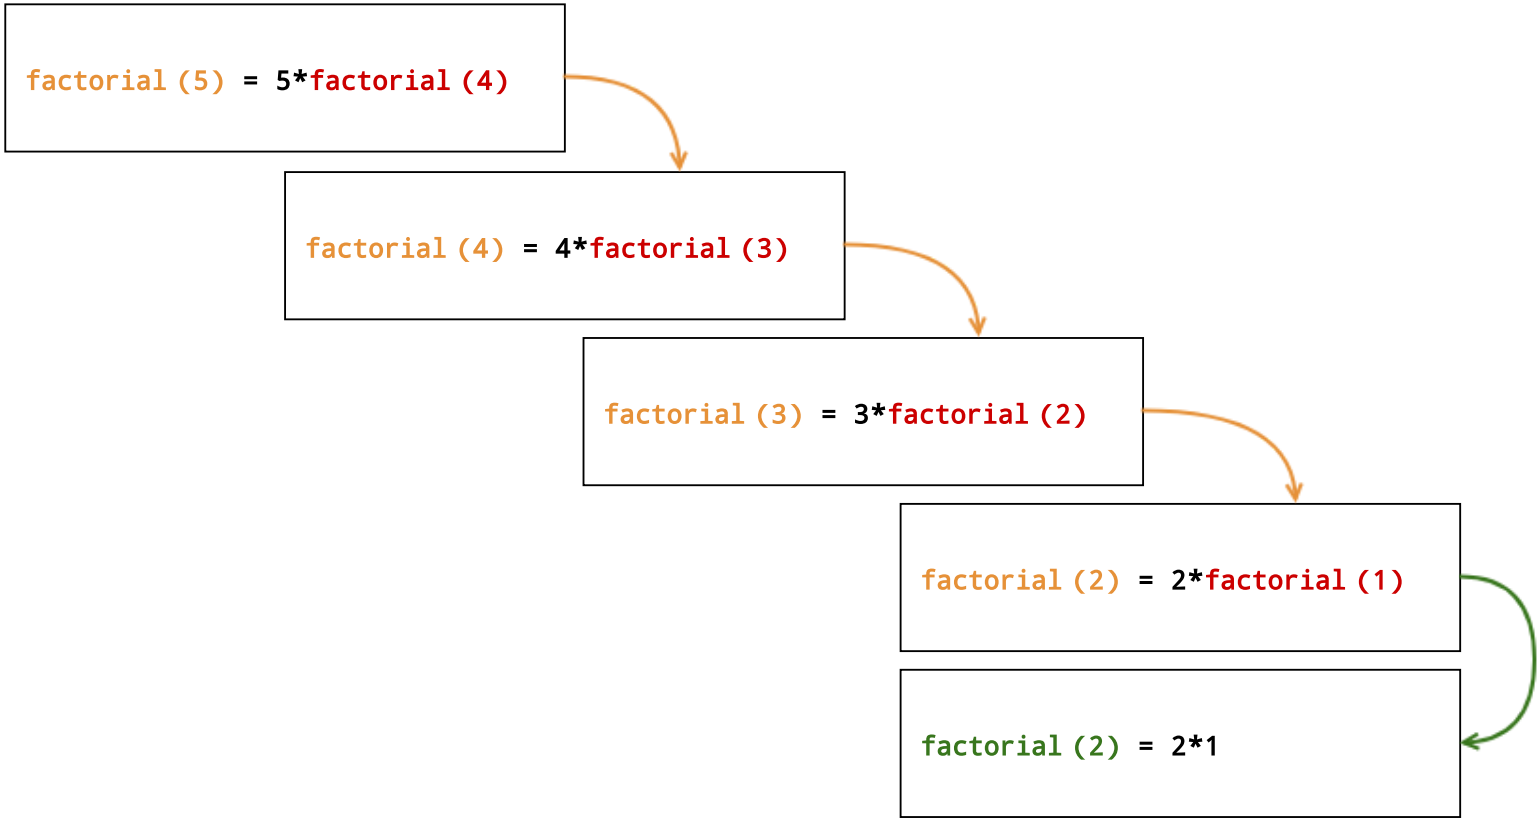 factorial (5) = 5*factorial (4)
factorial (4) = 4*factorial (3)
factorial (3) = 3*factorial (2)
factorial (2) = 2*factorial (1)
factorial (2) = 2*1